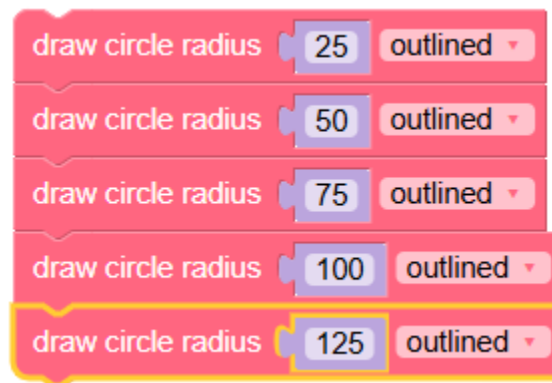 draw circle radius 25 outlined
draw circle radius 50 outlined
draw circle radius 75 outlined
draw circle radius 100 outlined
draw circle radius 125 outlined